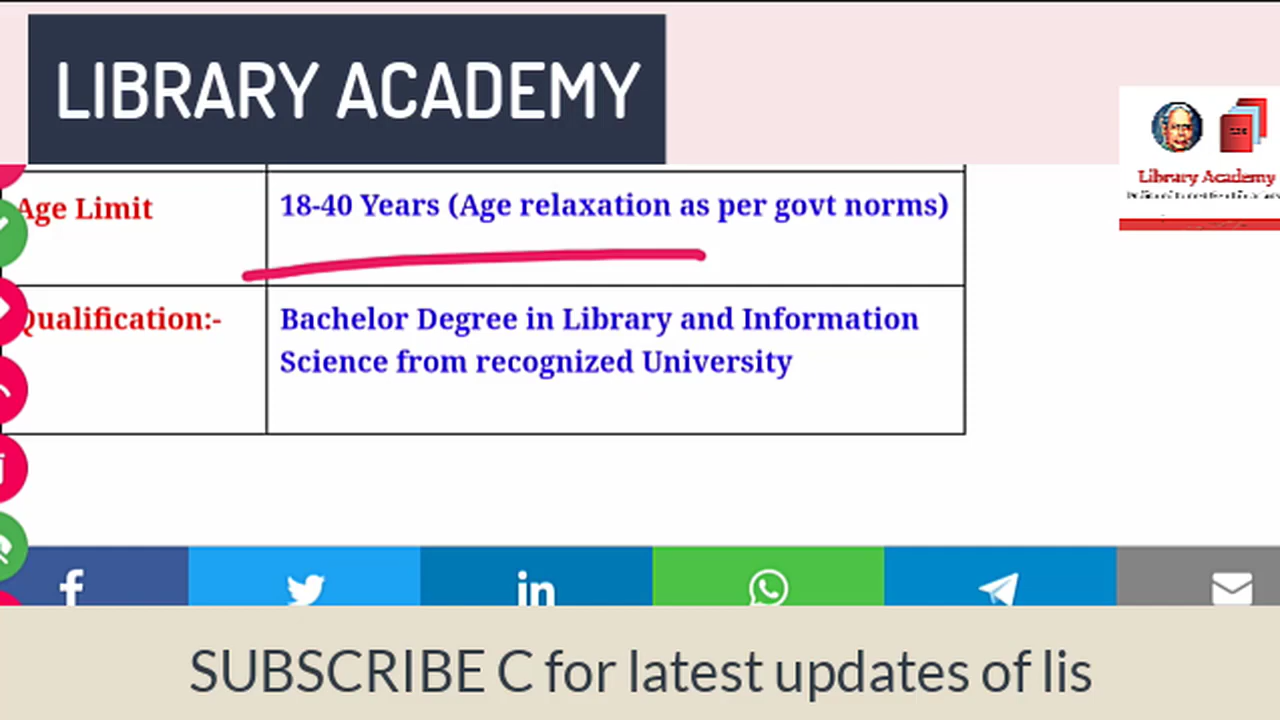 LIBRARY ACADEMY
Library Academy
Age Limit
18-40 Years (Age relaxation as per govt norms)
Qualification:-
Bachelor Degree in Library and Information
Science from recognized University
SUBSCRIBE C for latest updates of lis